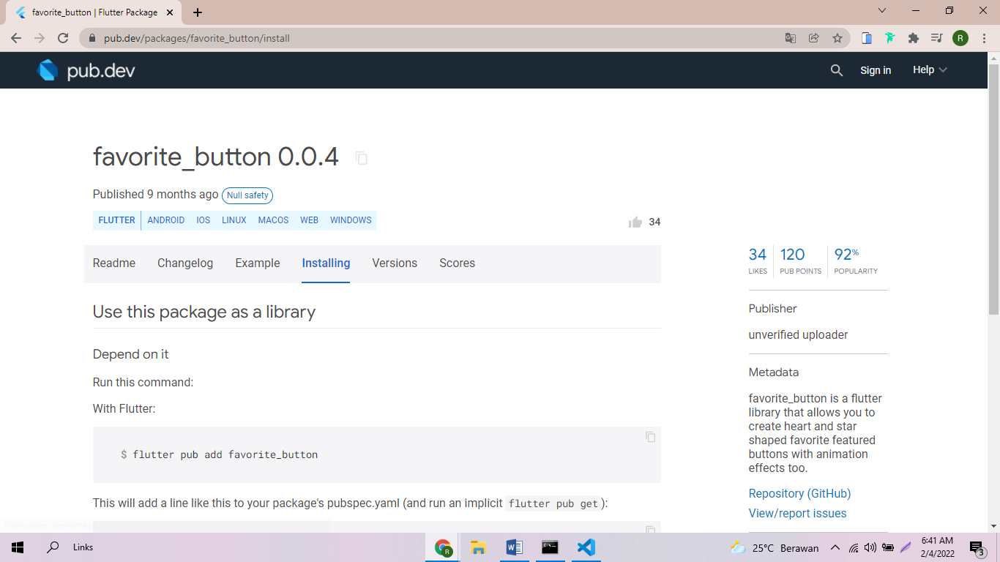 favorite_button | Flutter Package
pub.dev/packages/favorite_button/install
R
pub.dev
Sign in
Help
favorite_button 0.0.4
Published 9 months ago Null safety
FLUTTER ANDROID IOS LINUX MACOS WEB WINDOWS
34
Readme Changelog Example Installing Versions Scores
Use this package as a library
Depend on it
Run this command:
With Flutter:
$ flutter pub add favorite_button
This will add a line like this to your package's pubspec.yaml (and run an implicit flutter pub get ):
34 120 92%
LIKES PUB POINTS POPULARITY
Publisher
unverified uploader
Metadata
favorite_button is a flutter
library that allows you to
create heart and star
shaped favorite featured
buttons with animation
effects too.
Repository (GitHub)
View/report issues
Links
R
25°C Berawan
6:41 AM
2/4/2022
3